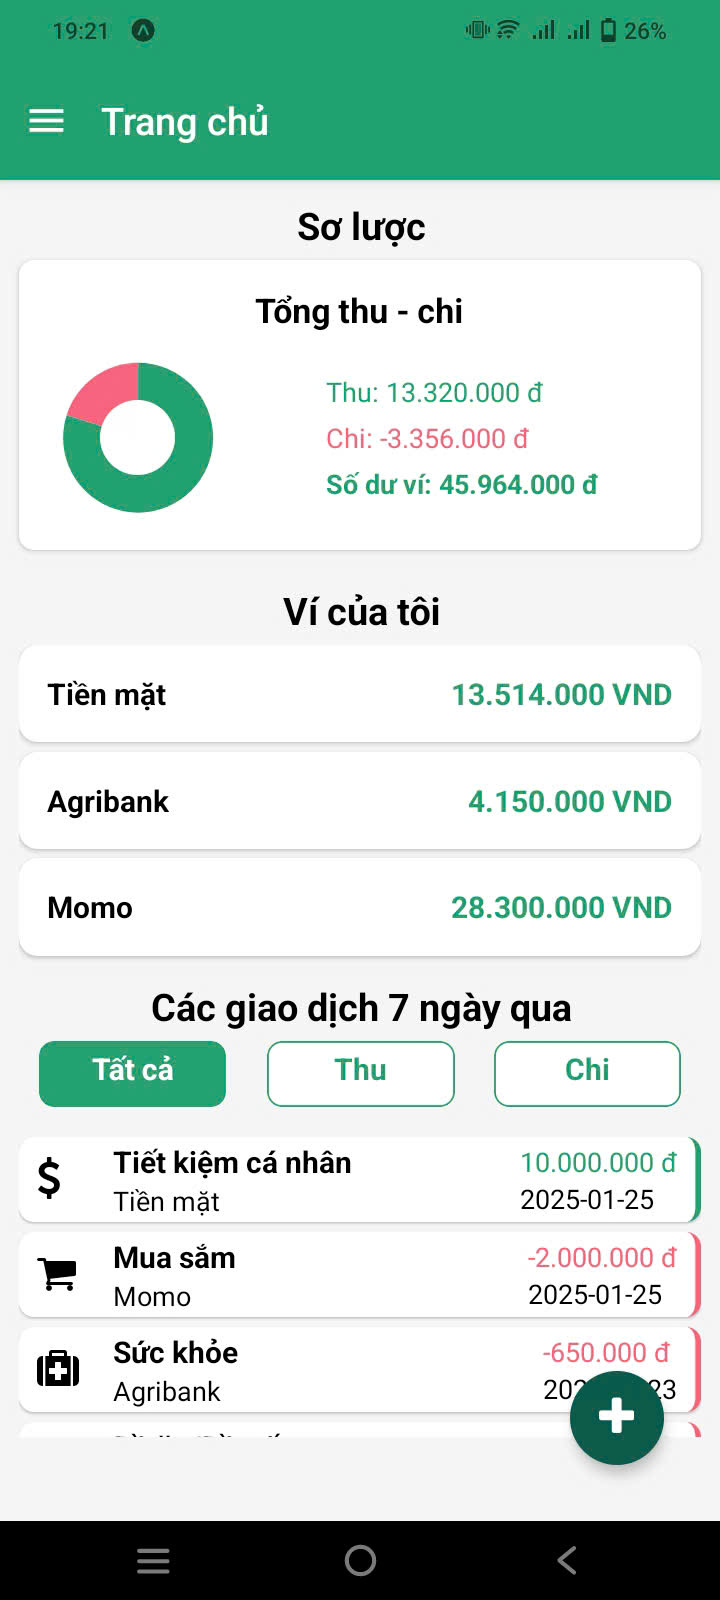 19:21
26%
Trang chủ
Sơ lược
Tổng thu - chi
Thu: 13.320.000 đ
Chi: -3.356.000 đ
Số dư ví: 45.964.000 đ
Ví của tôi
Tiền mặt 13.514.000 VND
Agribank 4.150.000 VND
Momo 28.300.000 VND
Các giao dịch 7 ngày qua
Tất cả Thu Chi
Tiết kiệm cá nhân 10.000.000 đ
Tiền mặt 2025-01-25
Mua sắm -2.000.000 đ
Momo 2025-01-25
Sức khỏe -650.000 đ
Agribank